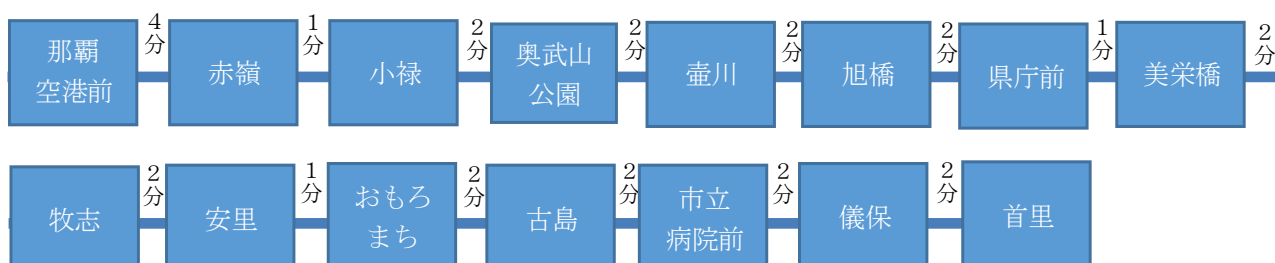 那覇
空港前
4分
赤嶺
1分
小禄
2分
奥武山
公園
2分
壷川
2分
旭橋
2分
県庁前
1分
美栄橋
2分
牧志
2分
安里
1分
おもろ
まち
2分
古島
2分
市立
病院前
2分
儀保
2分
首里